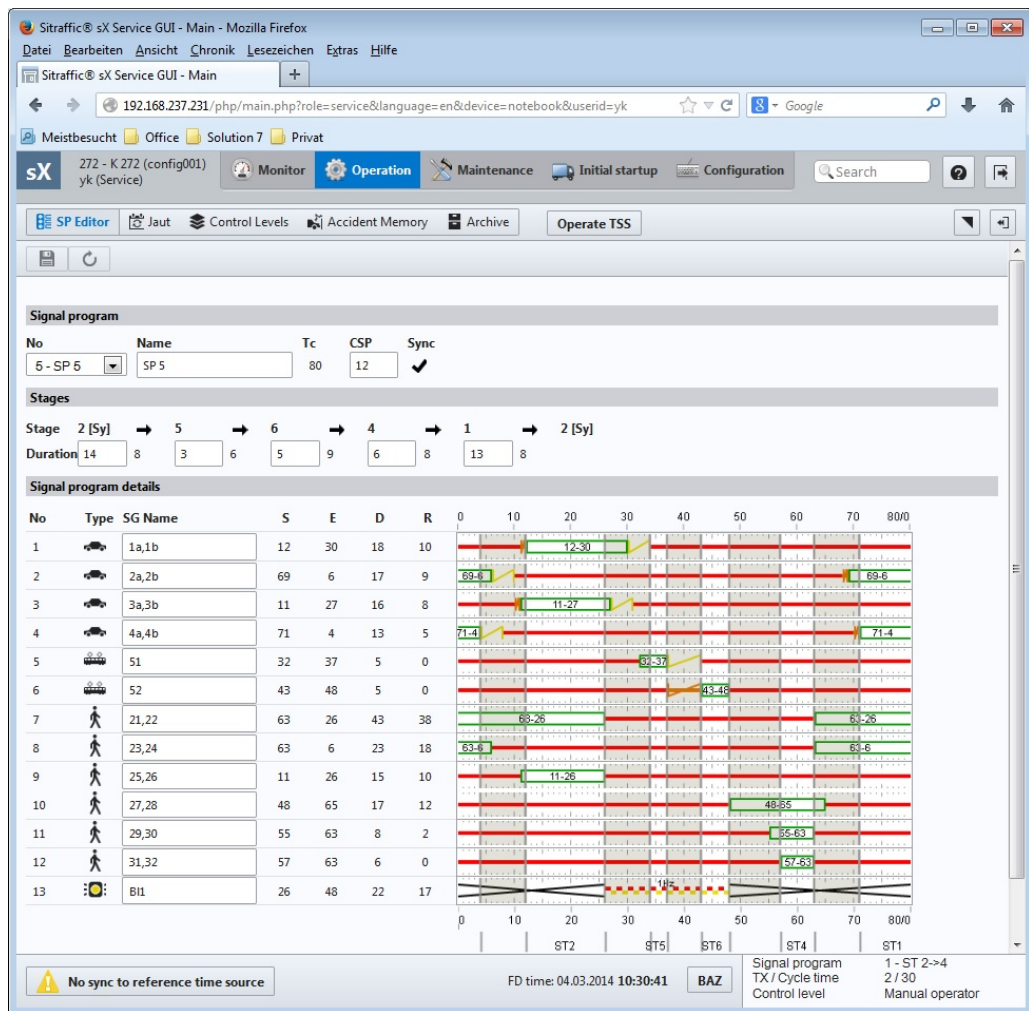 Sitraffic® sX Service GUI - Main - Mozilla Firefox
Datei Bearbeiten Ansicht Chronik Lesezeichen Extras Hilfe
Sitraffic® sX Service GUI - Main +
192.168.237.231/php/main.php?role=service&language=en&device=notebook&userid=yk 8 Google
Meistbesucht Office Solution 7 Privat
sX 272 - K 272 (config001) Monitor Operation Maintenance Initial startup Configuration Search ?
yk (Service)
SP Editor Jaut Control Levels Accident Memory Archive Operate TSS
Signal program
No Name Tc CSP Sync
5 - SP 5 SP 5 80 12 ✔
Stages
Stage 2 [Sy] → 5 → 6 → 4 → 1 → 2 [Sy]
Duration 14 8 3 6 5 9 6 8 13 8
Signal program details
No Type SG Name S E D R 0 10 20 30 40 50 60 70 80/0
1 1a,1b 12 30 18 10 12-30
2 2a,2b 69 6 17 9 69-6 69-6
3 3a,3b 11 27 16 8 11-27
4 4a,4b 71 4 13 5 71-4 71-4
5 51 32 37 5 0 32-37
6 52 43 48 5 0 43-48
7 21,22 63 26 43 38 63-26 63-26
8 23,24 63 6 23 18 63-6 63-6
9 25,26 11 26 15 10 11-26
10 27,28 48 65 17 12 48-65
11 29,30 55 63 8 2 55-63
12 31,32 57 63 6 0 57-63
13 BI1 26 48 22 17 1Hz
0 10 20 30 40 50 60 70 80/0
ST2 ST5 ST6 ST4 ST1
No sync to reference time source FD time: 04.03.2014 10:30:41 BAZ
Signal program 1 - ST 2->4
TX / Cycle time 2 / 30
Control level Manual operator